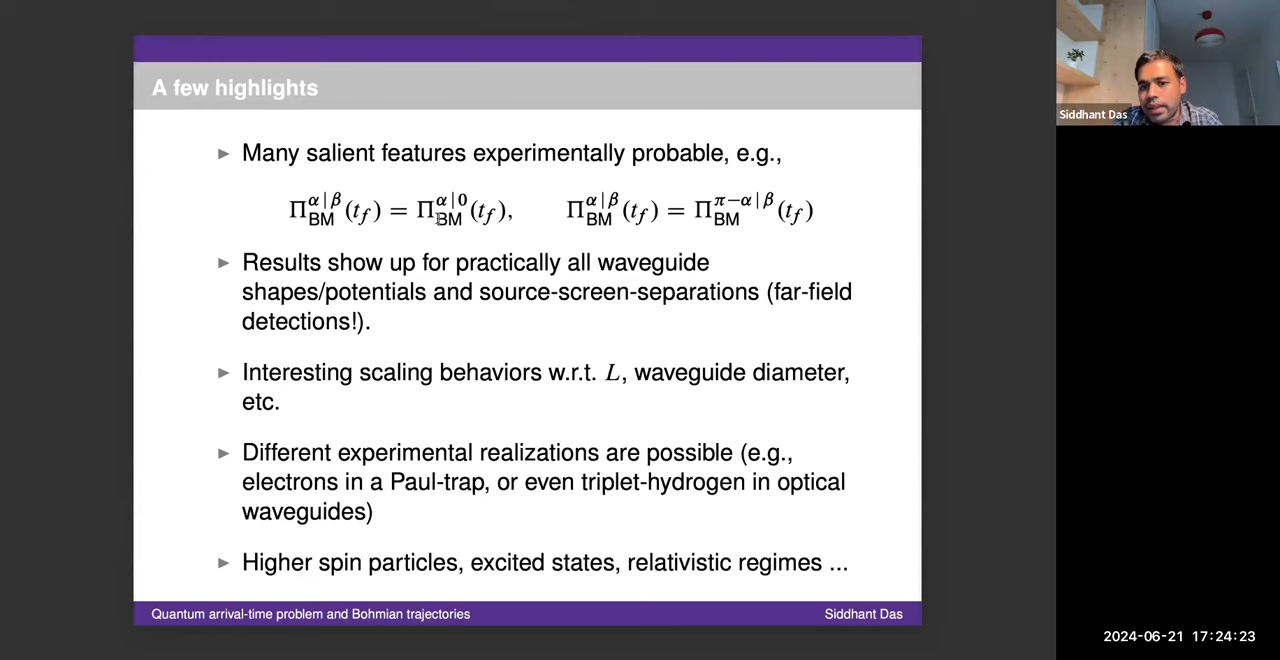 A few highlights
▶ Many salient features experimentally probable, e.g.,
Π^{α|β}_{BM}(t_f) = Π^{α|0}_{BM}(t_f), Π^{α|β}_{BM}(t_f) = Π^{π−α|β}_{BM}(t_f)
▶ Results show up for practically all waveguide
shapes/potentials and source-screen-separations (far-field
detections!).
▶ Interesting scaling behaviors w.r.t. L, waveguide diameter,
etc.
▶ Different experimental realizations are possible (e.g.,
electrons in a Paul-trap, or even triplet-hydrogen in optical
waveguides)
▶ Higher spin particles, excited states, relativistic regimes ...
Quantum arrival-time problem and Bohmian trajectories
Siddhant Das
Siddhant Das
2024-06-21 17:24:23